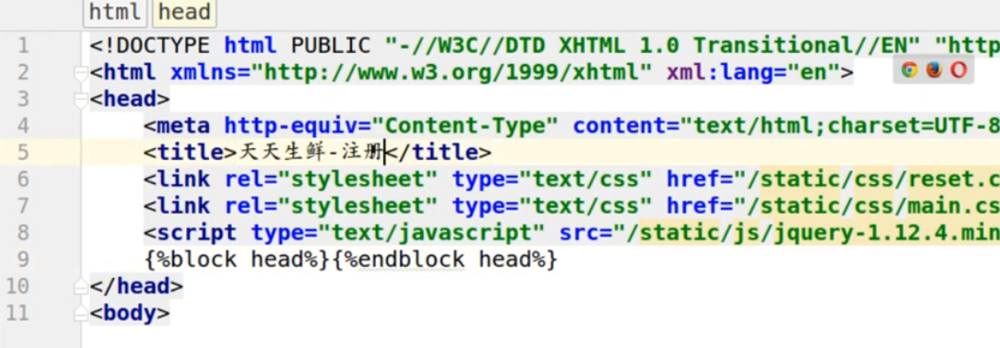 html head
1 <!DOCTYPE html PUBLIC "-//W3C//DTD XHTML 1.0 Transitional//EN" "http
2 <html xmlns="http://www.w3.org/1999/xhtml" xml:lang="en">
3 <head>
4 <meta http-equiv="Content-Type" content="text/html;charset=UTF-8
5 <title>天天生鲜-注册</title>
6 <link rel="stylesheet" type="text/css" href="/static/css/reset.c
7 <link rel="stylesheet" type="text/css" href="/static/css/main.cs
8 <script type="text/javascript" src="/static/js/jquery-1.12.4.min
9 {%block head%}{%endblock head%}
10 </head>
11 <body>